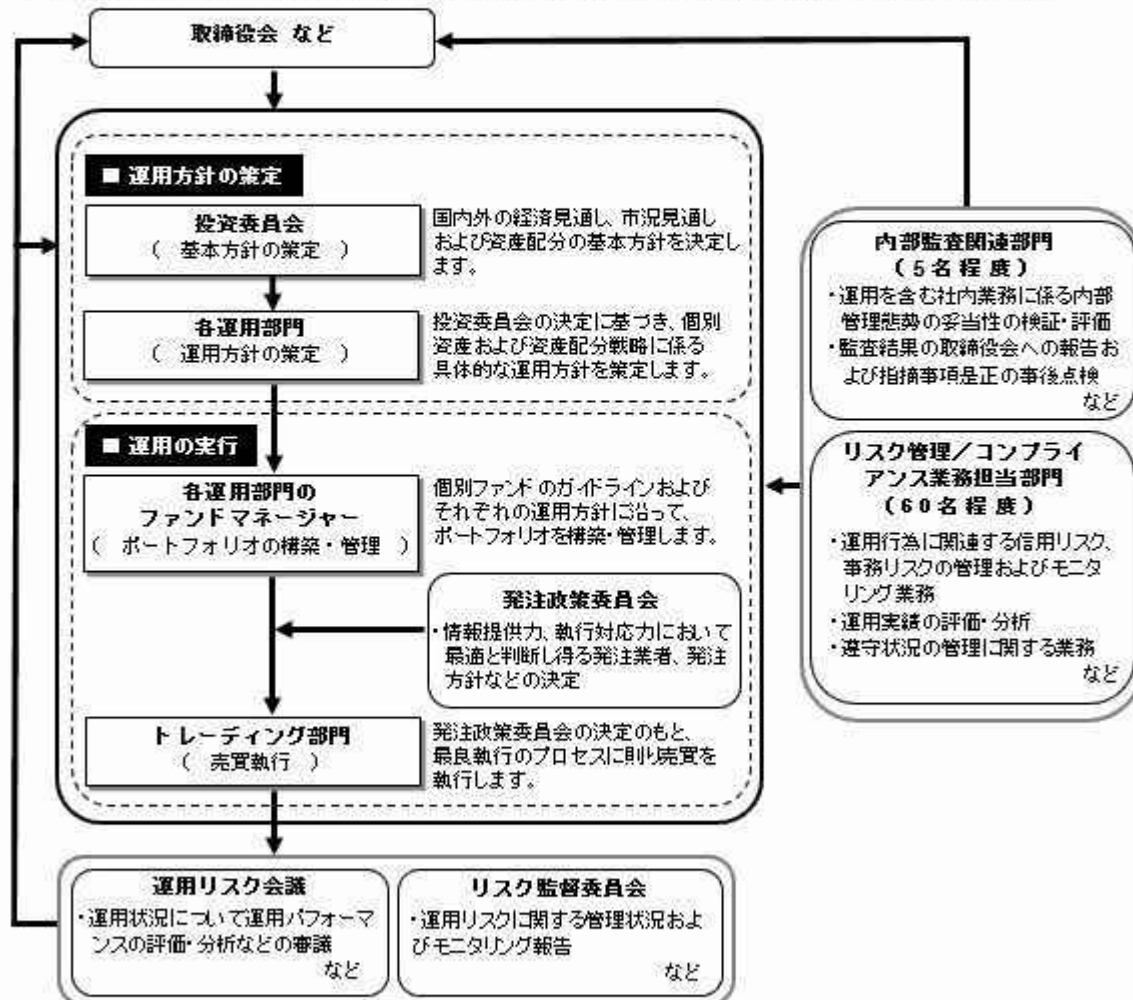 取締役会 など
■ 運用方針の策定
投資委員会
( 基本方針の策定 )
国内外の経済見通し、市況見通し
および資産配分の基本方針を決定し
ます。
各運用部門
( 運用方針の策定 )
投資委員会の決定に基づき、個別
資産および資産配分戦略に係る
具体的な運用方針を策定します。
■ 運用の実行
各運用部門の
ファンドマネージャー
( ポートフォリオの構築・管理 )
個別ファンドのガイドラインおよび
それぞれの運用方針に沿って、
ポートフォリオを構築・管理します。
発注政策委員会
・情報提供力、執行対応力において
最適と判断し得る発注業者、発注
方針などの決定
トレーディング部門
( 売買執行 )
発注政策委員会の決定のもと、
最良執行のプロセスに則り売買を
執行します。
内部監査関連部門
(5名程度)
・運用を含む社内業務に係る内部
管理態勢の妥当性の検証・評価
・監査結果の取締役会への報告お
よび指摘事項是正の事後点検
など
リスク管理/コンプライ
アンス業務担当部門
(60名程度)
・運用行為に関連する信用リスク、
事務リスクの管理およびモニタ
リング業務
・運用実績の評価・分析
・遵守状況の管理に関する業務
など
運用リスク会議
・運用状況について運用パフォーマ
ンスの評価・分析などの審議
など
リスク監督委員会
・運用リスクに関する管理状況およ
びモニタリング報告
など